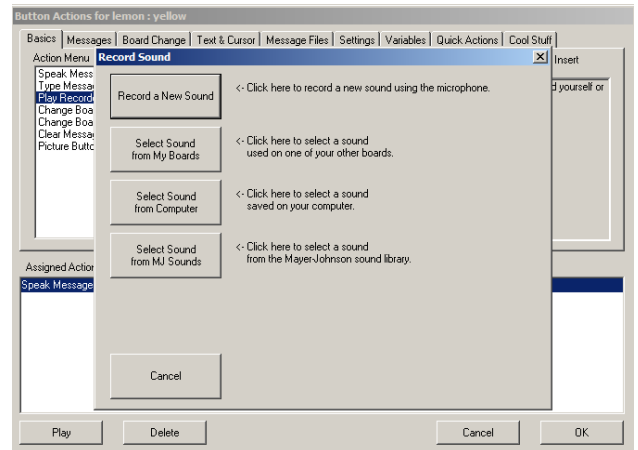 Button Actions for lemon : yellow
Basics Messages Board Change Text & Cursor Message Files Settings Variables Quick Actions Cool Stuff
Action Menu
Record Sound
Insert
Speak Mess
Type Messa
Play Recorde
Change Boa
Change Boa
Clear Messa
Picture Butto
d yourself or
Record a New Sound
<- Click here to record a new sound using the microphone.
Select Sound
from My Boards
<- Click here to select a sound
used on one of your other boards.
Select Sound
from Computer
<- Click here to select a sound
saved on your computer.
Select Sound
from MJ Sounds
<- Click here to select a sound
from the Mayer-Johnson sound library.
Assigned Action
Speak Message
Cancel
Play Delete Cancel OK